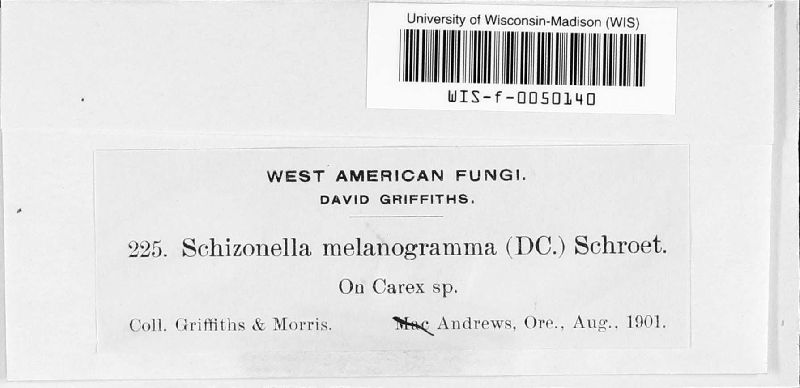 University of Wisconsin-Madison (WIS)
WIS-f-0050140
WEST AMERICAN FUNGI.
DAVID GRIFFITHS.
225. Schizonella melanogramma (DC.) Schroet.
On Carex sp.
Coll. Griffiths & Morris. Mac Andrews, Ore., Aug., 1901.